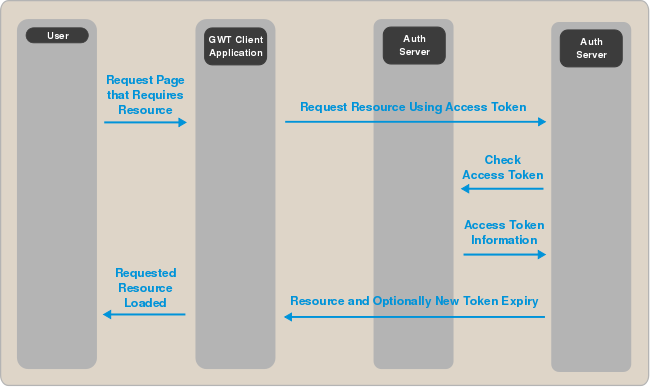 User
GWT Client
Application
Auth
Server
Auth
Server
Request Page
that Requires
Resource
Request Resource Using Access Token
Check
Access Token
Access Token
Information
Requested
Resource
Loaded
Resource and Optionally New Token Expiry